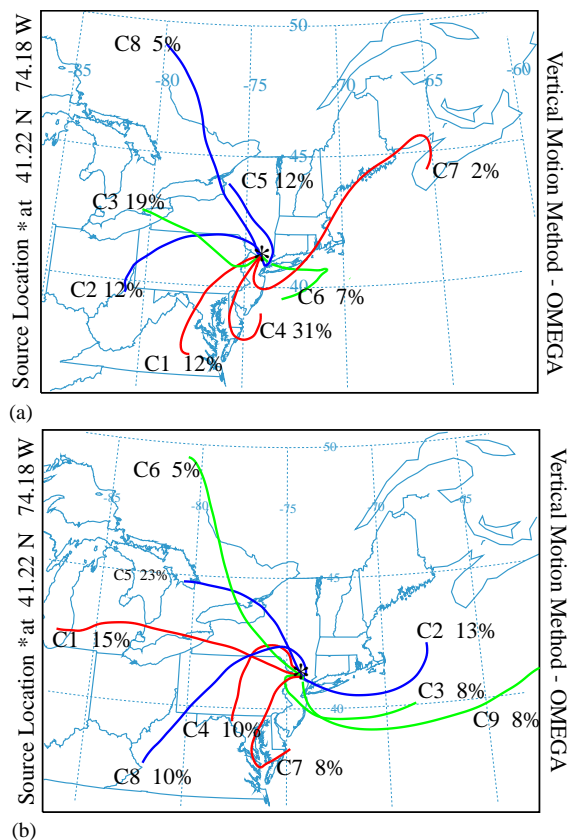 Source Location * at 41.22 N 74.18 W
C8 5%
50
-85
-80
-75
-65
-60
45
C7 2%
C5 12%
C3 19%
C2 12%
40
C6 7%
C4 31%
C1 12%
Vertical Motion Method - OMEGA
(a)
Source Location * at 41.22 N 74.18 W
C6 5%
50
-85
-80
-75
-65
C5 23%
45
C1 15%
C2 13%
C3 8%
40
C9 8%
C4 10%
C7 8%
C8 10%
Vertical Motion Method - OMEGA
(b)